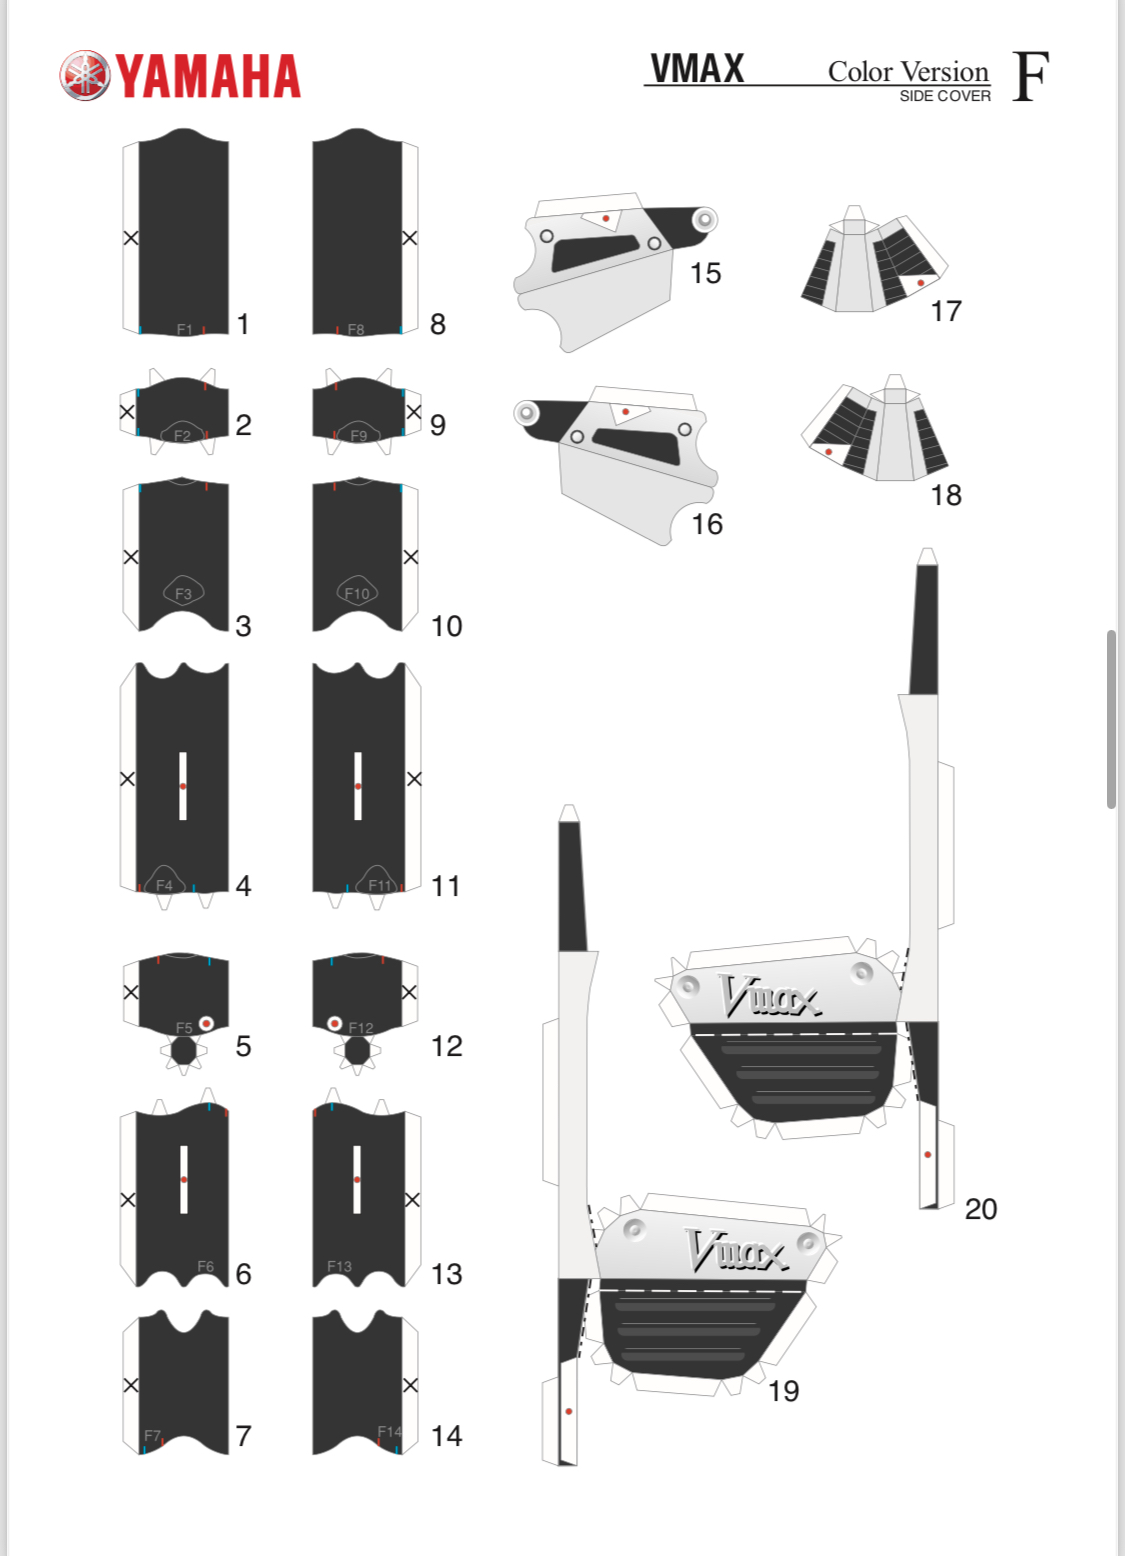 YAMAHA
VMAX
Color Version
F
SIDE COVER
F1
1
F8
8
15
17
F2
2
F9
9
18
16
F3
3
F10
10
F4
4
F11
11
Vmax
F5
5
F12
12
20
Vmax
F6
6
F13
13
19
F7
7
F14
14